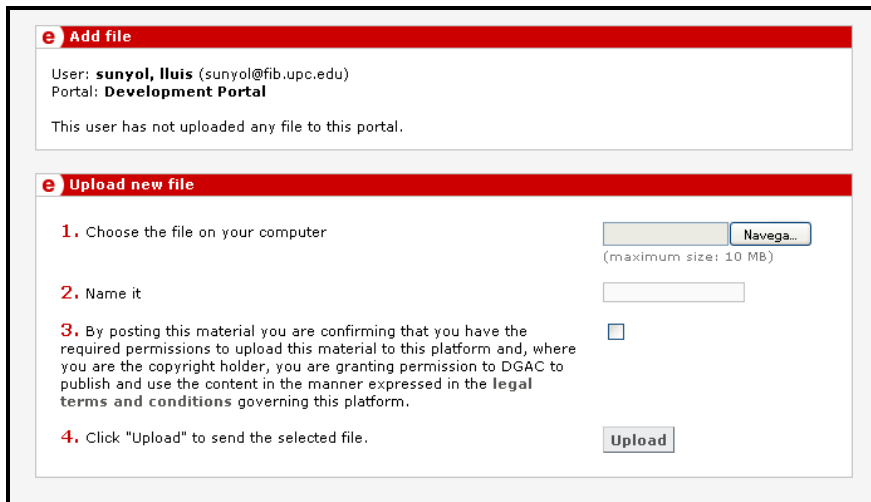 e Add file
User: sunyol, lluis (sunyol@fib.upc.edu)
Portal: Development Portal
This user has not uploaded any file to this portal.
e Upload new file
1. Choose the file on your computer
Navega...
(maximum size: 10 MB)
2. Name it
3. By posting this material you are confirming that you have the
required permissions to upload this material to this platform and, where
you are the copyright holder, you are granting permission to DGAC to
publish and use the content in the manner expressed in the legal
terms and conditions governing this platform.
4. Click "Upload" to send the selected file.
Upload